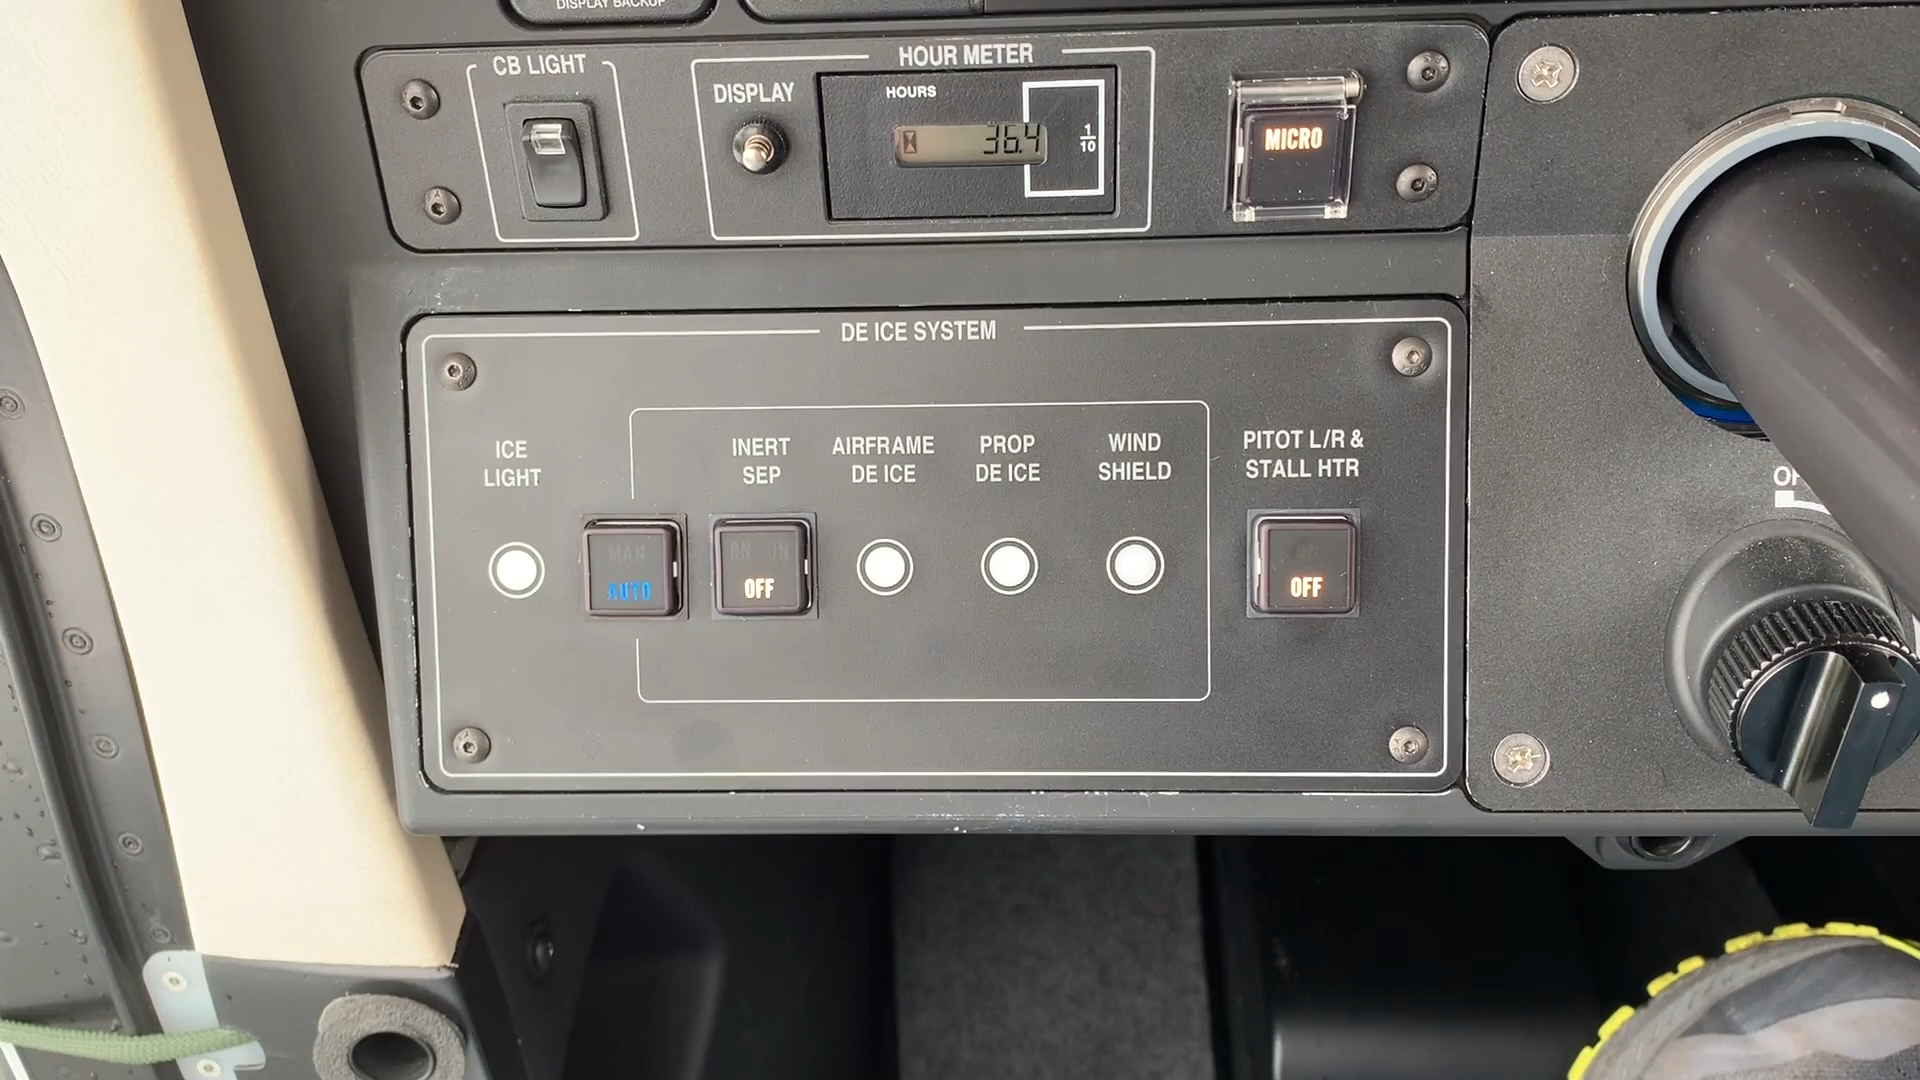 DISPLAY BACKUP
CB LIGHT
HOUR METER
DISPLAY
HOURS
36.4
1
10
MICRO
DE ICE SYSTEM
ICE
LIGHT
INERT
SEP
AIRFRAME
DE ICE
PROP
DE ICE
WIND
SHIELD
PITOT L/R &
STALL HTR
MAN
AUTO
ON
OFF
OFF